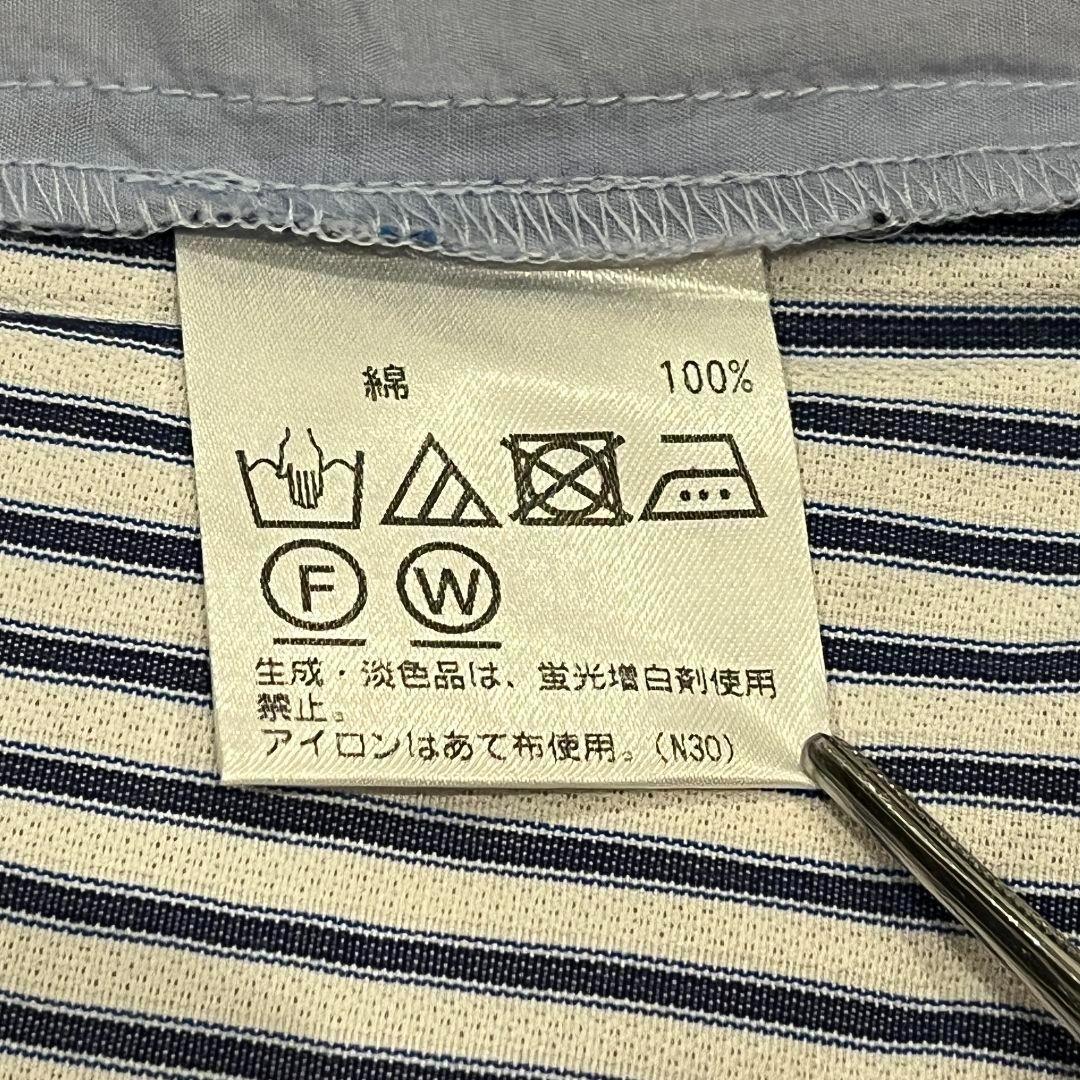 綿 100%
F W
生成・淡色品は、蛍光増白剤使用
禁止。
アイロンはあて布使用。(N30)